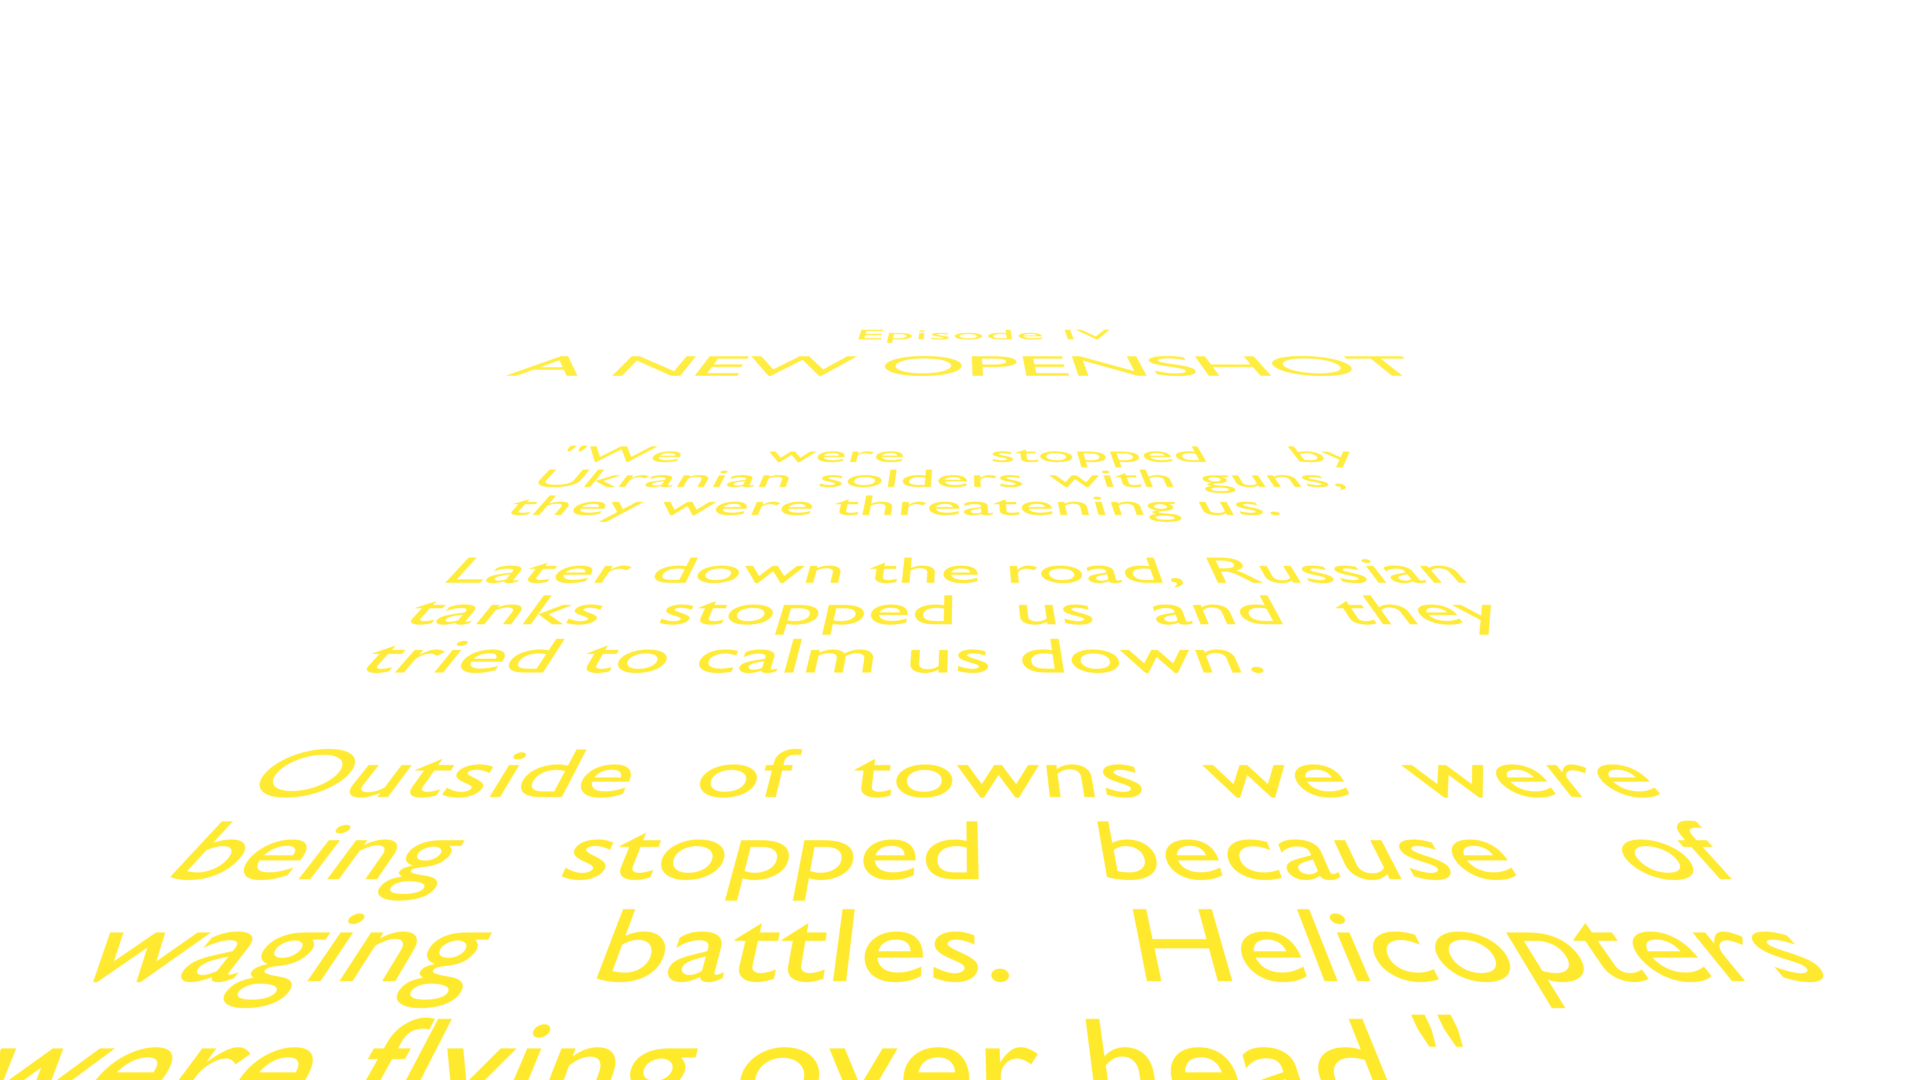 Episode IV
A NEW OPENSHOT
"We were stopped by
Ukranian solders with guns,
they were threatening us.
Later down the road, Russian
tanks stopped us and they
tried to calm us down.
Outside of towns we were
being stopped because of
waging battles. Helicopters
were flying over head."